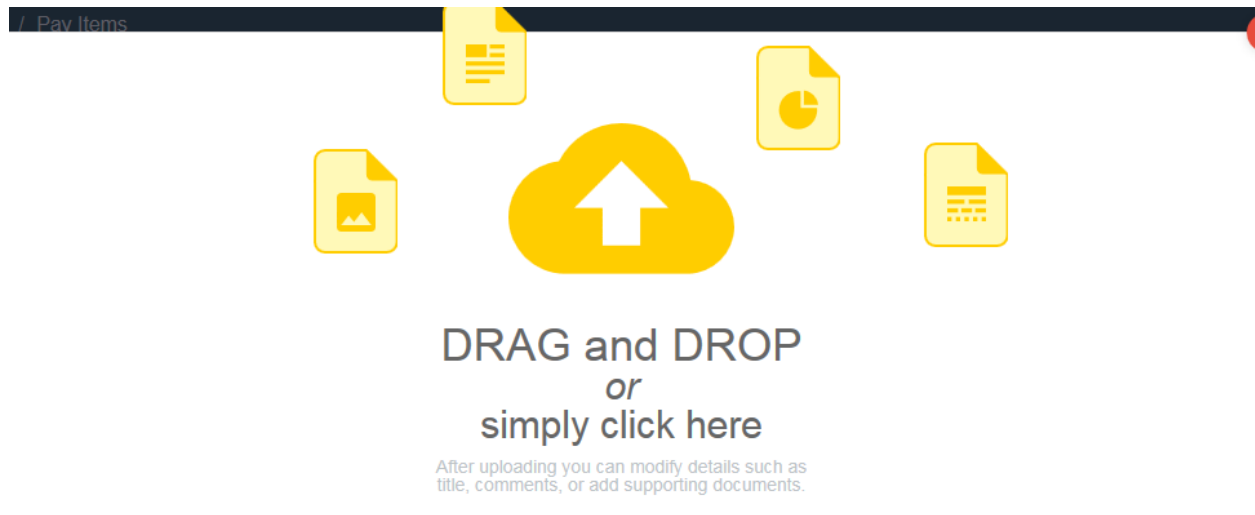 / Pay Items
DRAG and DROP
or
simply click here
After uploading you can modify details such as
title, comments, or add supporting documents.